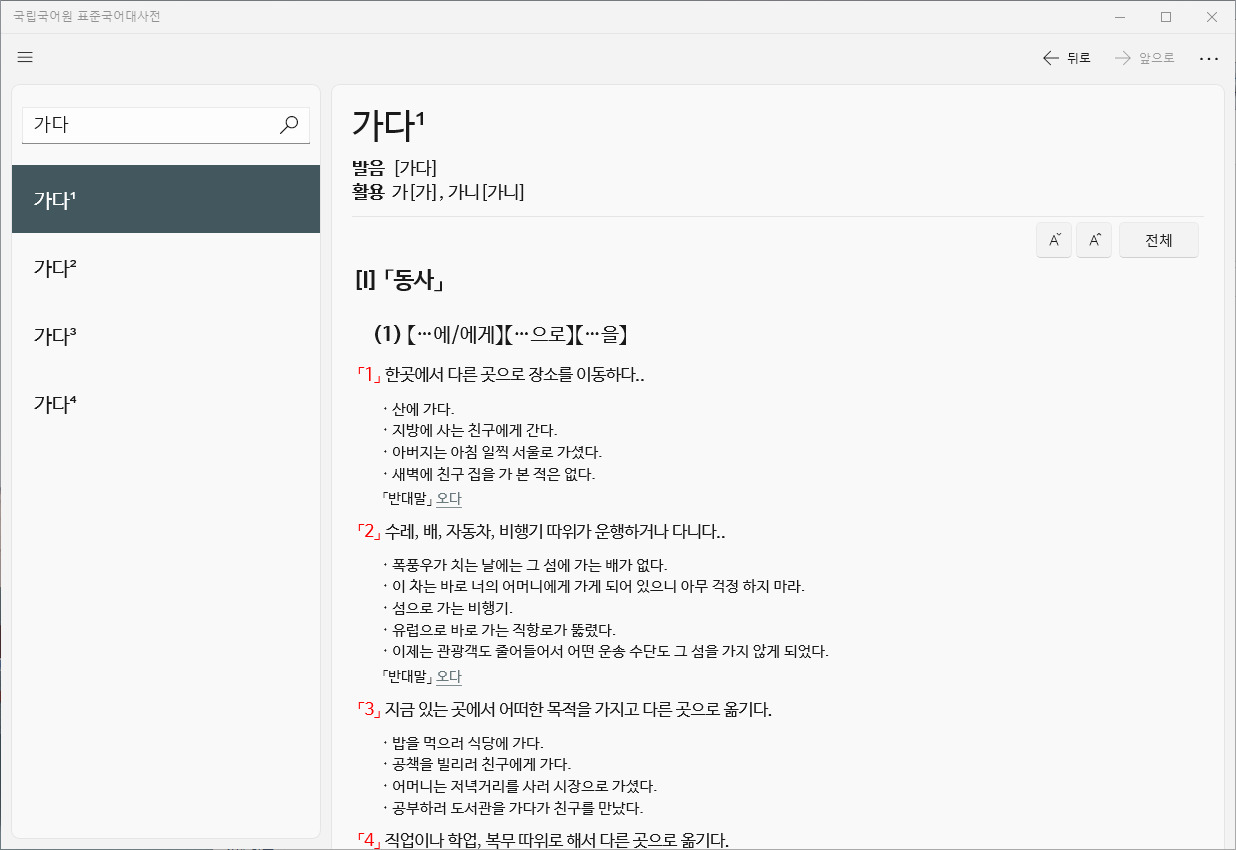 국립국어원 표준국어대사전
뒤로
앞으로
가다
가다¹
가다²
가다³
가다⁴
가다¹
발음 [가다]
활용 가[가], 가니[가니]
Aˇ
Aˆ
전체
[I] 「동사」
(1) 【…에/에게】【…으로】【…을】
「1」 한곳에서 다른 곳으로 장소를 이동하다..
· 산에 가다.
· 지방에 사는 친구에게 간다.
· 아버지는 아침 일찍 서울로 가셨다.
· 새벽에 친구 집을 가 본 적은 없다.
「반대말」 오다
「2」 수레, 배, 자동차, 비행기 따위가 운행하거나 다니다..
· 폭풍우가 치는 날에는 그 섬에 가는 배가 없다.
· 이 차는 바로 너의 어머니에게 가게 되어 있으니 아무 걱정 하지 마라.
· 섬으로 가는 비행기.
· 유럽으로 바로 가는 직항로가 뚫렸다.
· 이제는 관광객도 줄어들어서 어떤 운송 수단도 그 섬을 가지 않게 되었다.
「반대말」 오다
「3」 지금 있는 곳에서 어떠한 목적을 가지고 다른 곳으로 옮기다.
· 밥을 먹으러 식당에 가다.
· 공책을 빌리러 친구에게 가다.
· 어머니는 저녁거리를 사러 시장으로 가셨다.
· 공부하러 도서관을 가다가 친구를 만났다.
「4」 직업이나 학업, 복무 따위로 해서 다른 곳으로 옮기다.